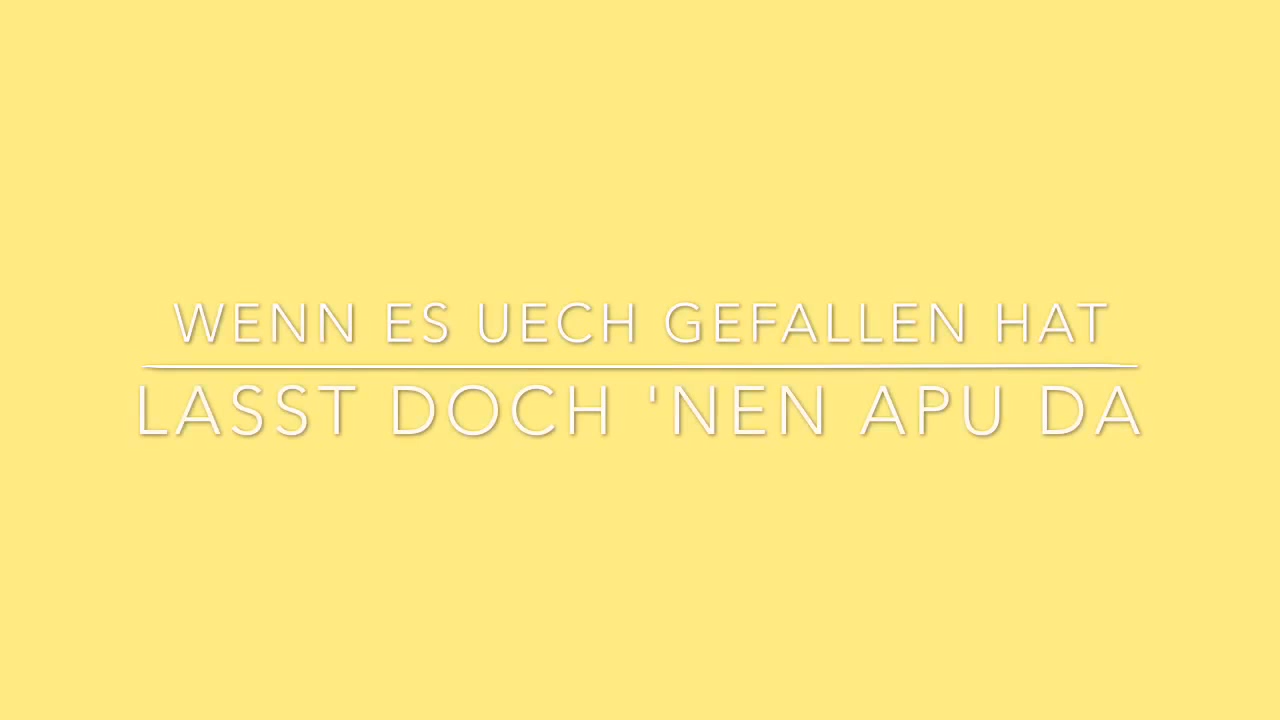 WENN ES UECH GEFALLEN HAT
LASST DOCH 'NEN APU DA